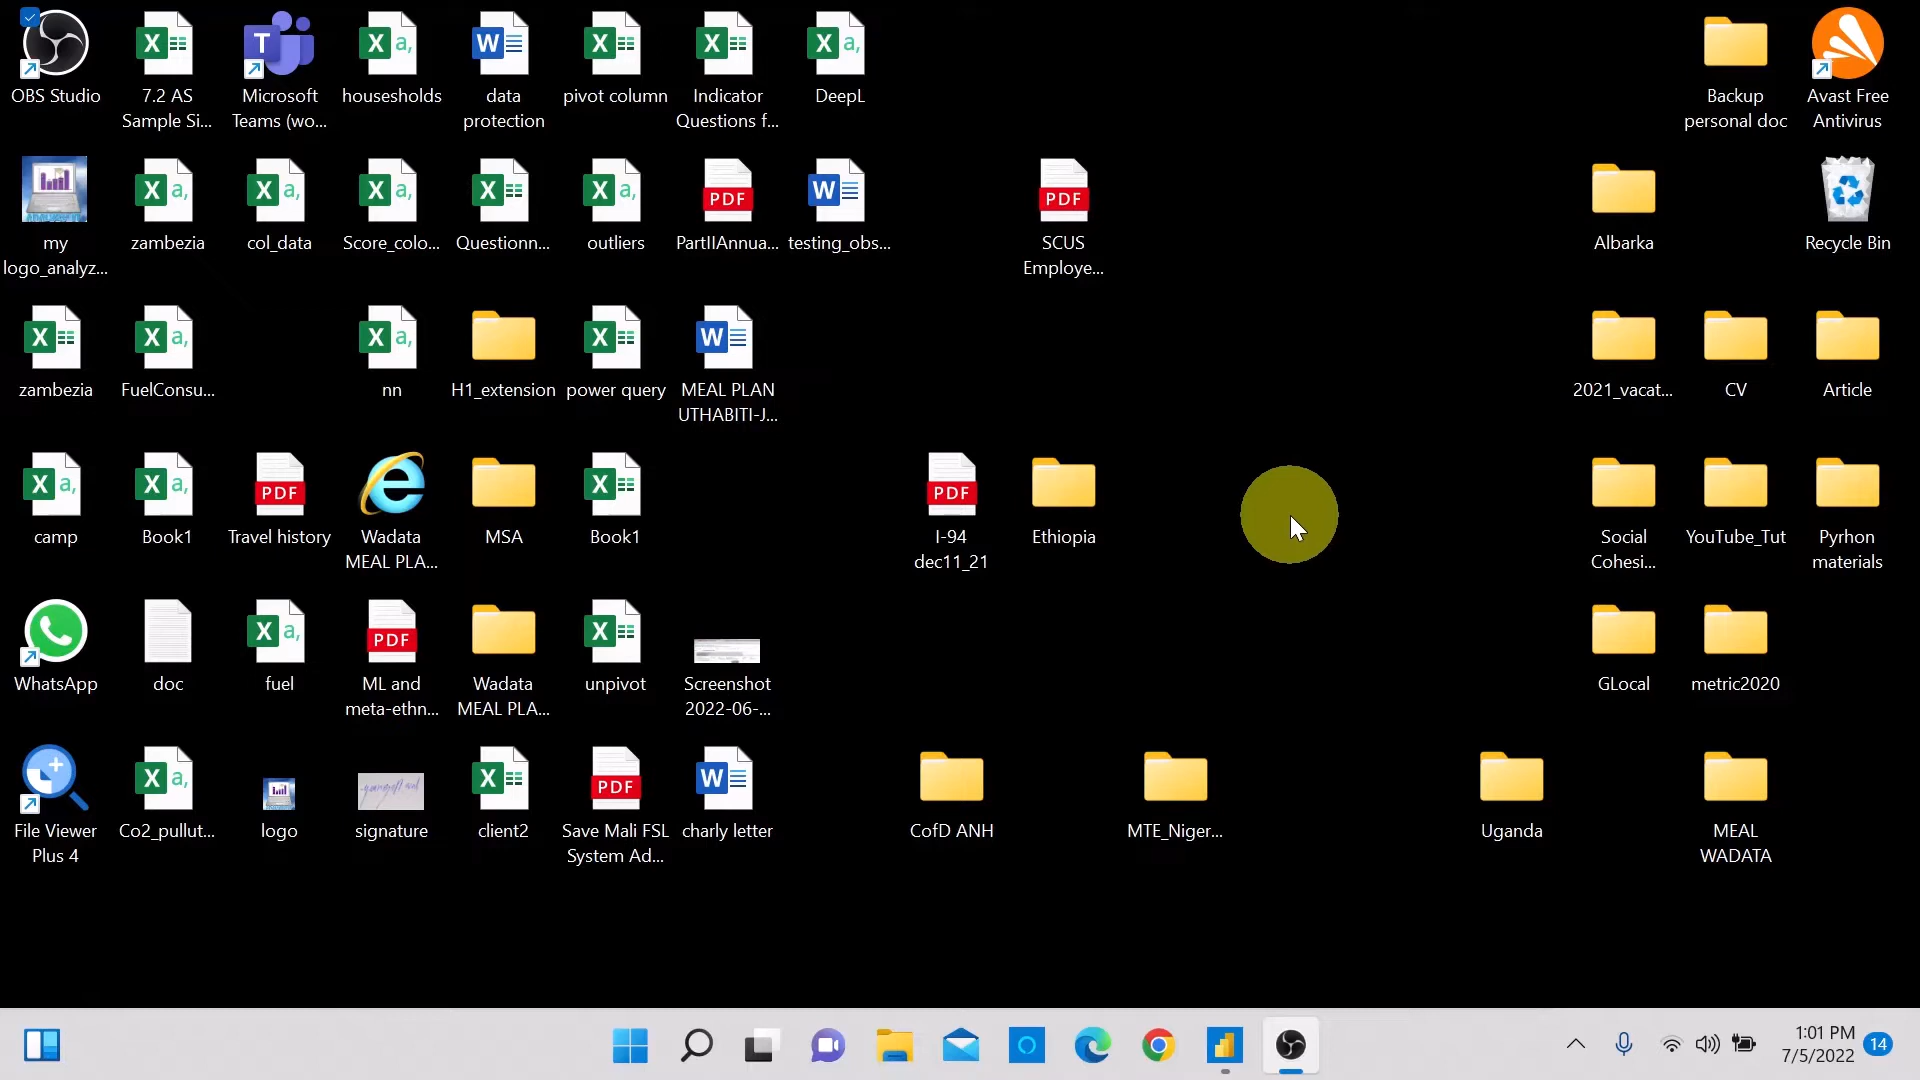 OBS Studio
7.2 AS
Sample Si...
Microsoft
Teams (wo...
housesholds
data
protection
pivot column
Indicator
Questions f...
DeepL
Backup
personal doc
Avast Free
Antivirus
my
logo_analyz...
zambezia
col_data
Score_colo...
Questionn...
outliers
PartIIAnnua...
testing_obs...
SCUS
Employe...
Albarka
Recycle Bin
zambezia
FuelConsu...
nn
H1_extension
power query
MEAL PLAN
UTHABITI-J...
2021_vacat...
CV
Article
camp
Book1
Travel history
Wadata
MEAL PLA...
MSA
Book1
I-94
dec11_21
Ethiopia
Social
Cohesi...
YouTube_Tut
Pyrhon
materials
WhatsApp
doc
fuel
ML and
meta-ethn...
Wadata
MEAL PLA...
unpivot
Screenshot
2022-06-...
GLocal
metric2020
File Viewer
Plus 4
Co2_pullut...
logo
signature
client2
Save Mali FSL
System Ad...
charly letter
CofD ANH
MTE_Niger...
Uganda
MEAL
WADATA
1:01 PM
7/5/2022
14